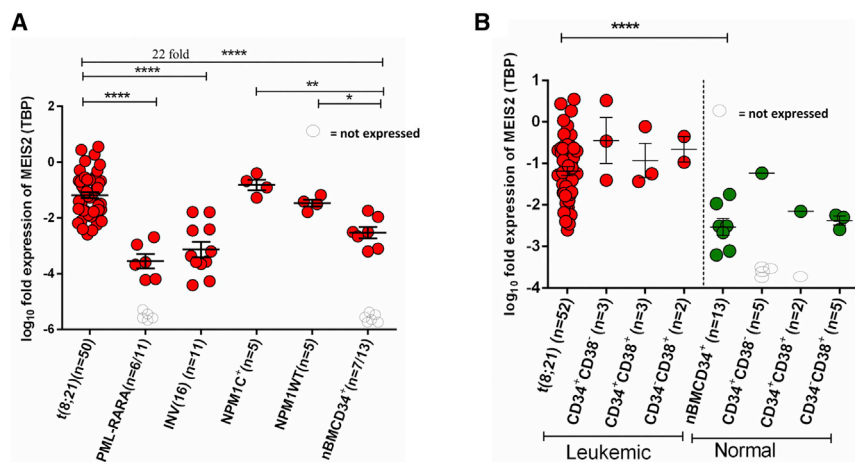 A
22 fold ****
****
****
**
*
= not expressed
log10 fold expression of MEIS2 (TBP)
2
0
-2
-4
-6
t(8;21)(n=50)
PML-RARA(n=6/11)
INV(16) (n=11)
NPM1C+(n=5)
NPM1WT(n=5)
nBMCD34+(n=7/13)
B
****
= not expressed
log10 fold expression of MEIS2 (TBP)
1
0
-1
-2
-3
-4
t(8;21) (n=52)
CD34+CD38- (n=3)
CD34+CD38+ (n=3)
CD34-CD38+ (n=2)
nBMCD34+ (n=13)
CD34+CD38- (n=5)
CD34+CD38+ (n=2)
CD34-CD38+ (n=5)
Leukemic
Normal